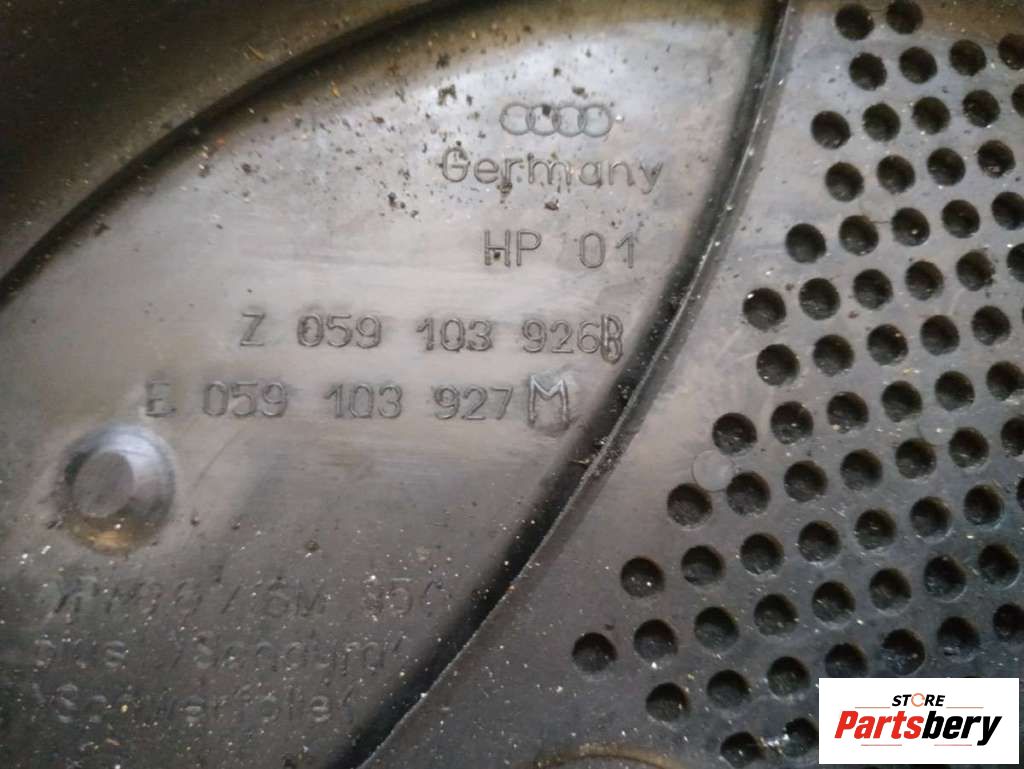 Germany
HP 01
Z 059 103 926B
E 059 103 927M
STORE
Partsbery